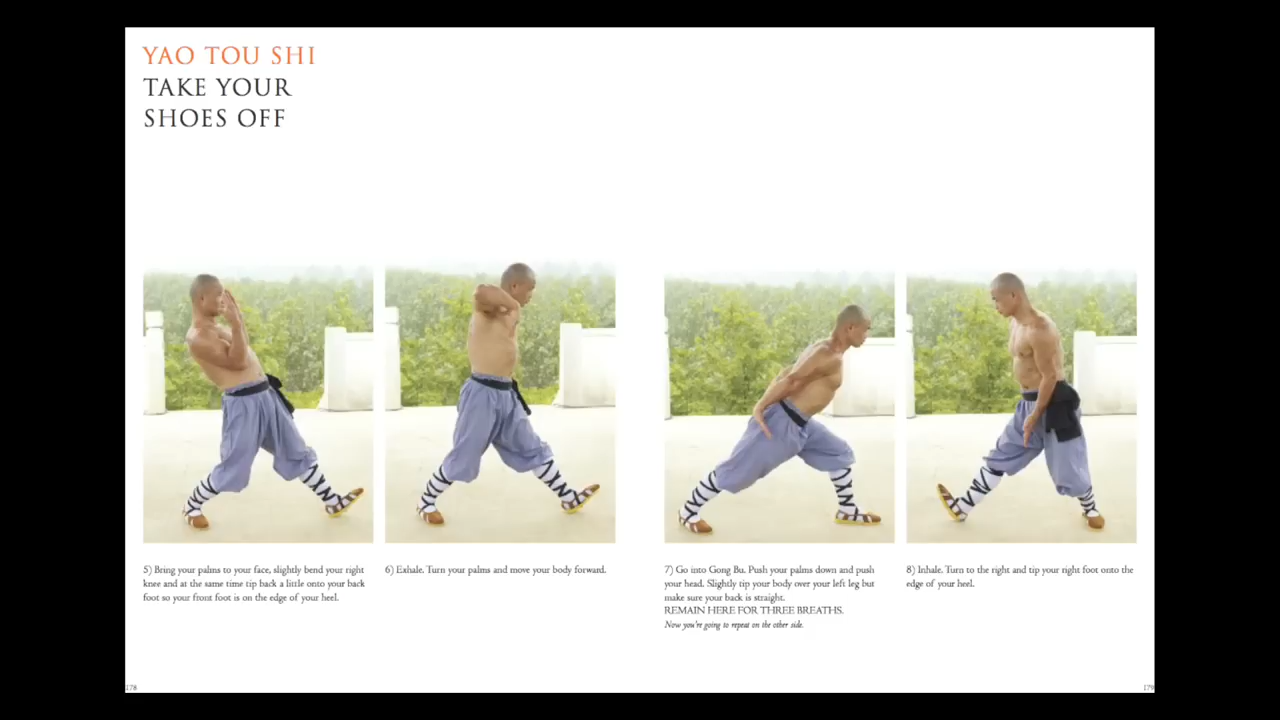 YAO TOU SHI
TAKE YOUR
SHOES OFF
5) Bring your palms to your face, slightly bend your right
knee and at the same time tip back a little onto your back
foot so your front foot is on the edge of your heel.
6) Exhale. Turn your palms and move your body forward.
7) Go into Gong Bu. Push your palms down and push
your head. Slightly tip your body over your left leg but
make sure your back is straight.
REMAIN HERE FOR THREE BREATHS.
Now you're going to repeat on the other side.
8) Inhale. Turn to the right and tip your right foot onto the
edge of your heel.
178
179